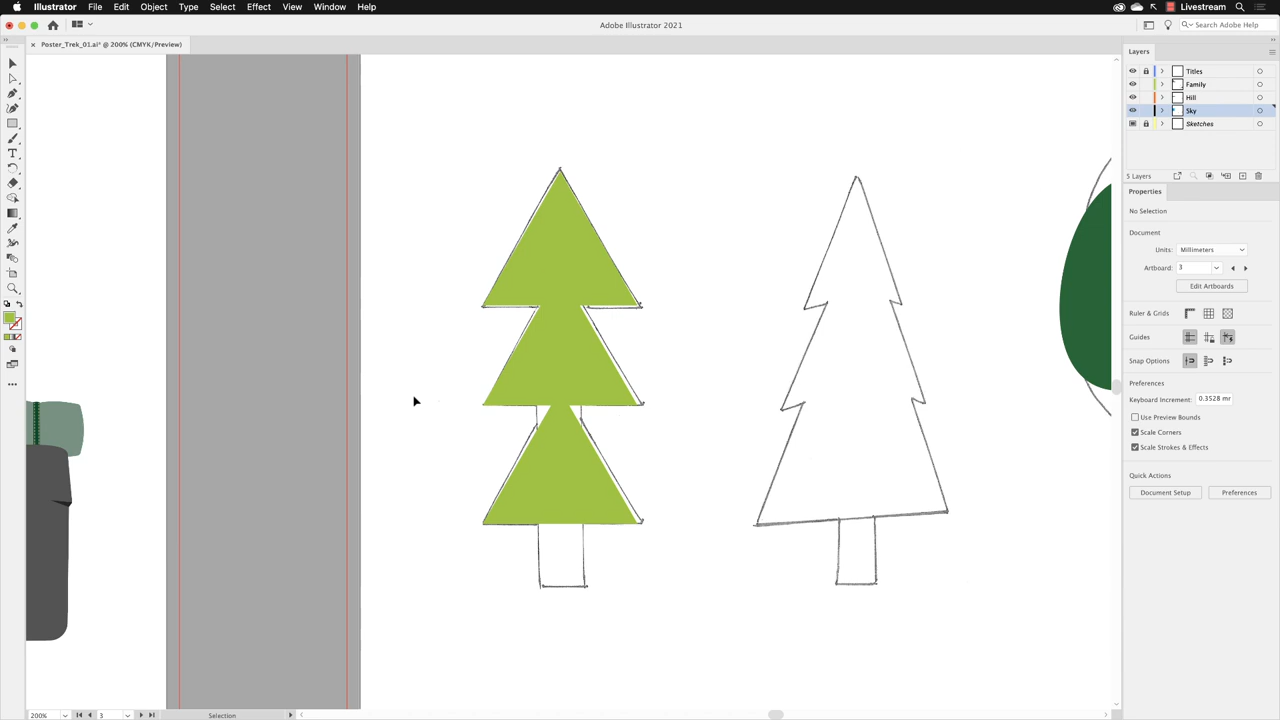 Illustrator File Edit Object Type Select Effect View Window Help Livestream
Adobe Illustrator 2021 Search Adobe Help
× Poster_Trek_01.ai* @ 200% (CMYK/Preview)
Layers
Titles
Family
Hill
Sky
Sketches
5 Layers
Properties
No Selection
Document
Units: Millimeters
Artboard: 3
Edit Artboards
Ruler & Grids
Guides
Snap Options
Preferences
Keyboard Increment: 0.3528 mr
Use Preview Bounds
Scale Corners
Scale Strokes & Effects
Quick Actions
Document Setup Preferences
200% 3 Selection